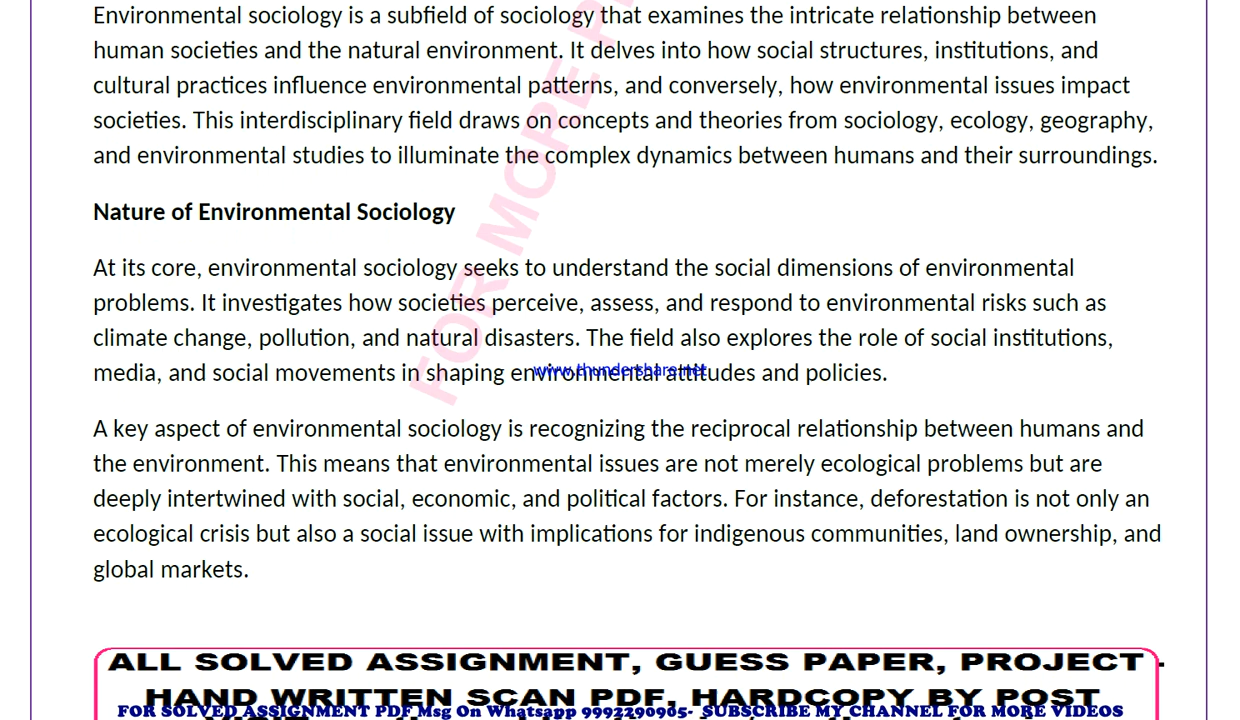 Environmental sociology is a subfield of sociology that examines the intricate relationship between
human societies and the natural environment. It delves into how social structures, institutions, and
cultural practices influence environmental patterns, and conversely, how environmental issues impact
societies. This interdisciplinary field draws on concepts and theories from sociology, ecology, geography,
and environmental studies to illuminate the complex dynamics between humans and their surroundings.
Nature of Environmental Sociology
At its core, environmental sociology seeks to understand the social dimensions of environmental
problems. It investigates how societies perceive, assess, and respond to environmental risks such as
climate change, pollution, and natural disasters. The field also explores the role of social institutions,
media, and social movements in shaping environmental attitudes and policies.
www.thundershare.net
A key aspect of environmental sociology is recognizing the reciprocal relationship between humans and
the environment. This means that environmental issues are not merely ecological problems but are
deeply intertwined with social, economic, and political factors. For instance, deforestation is not only an
ecological crisis but also a social issue with implications for indigenous communities, land ownership, and
global markets.
FOR MORE
ALL SOLVED ASSIGNMENT, GUESS PAPER, PROJECT -
HAND WRITTEN SCAN PDF, HARDCOPY BY POST
FOR SOLVED ASSIGNMENT PDF Msg On Whatsapp 9992290905- SUBSCRIBE MY CHANNEL FOR MORE VIDEOS